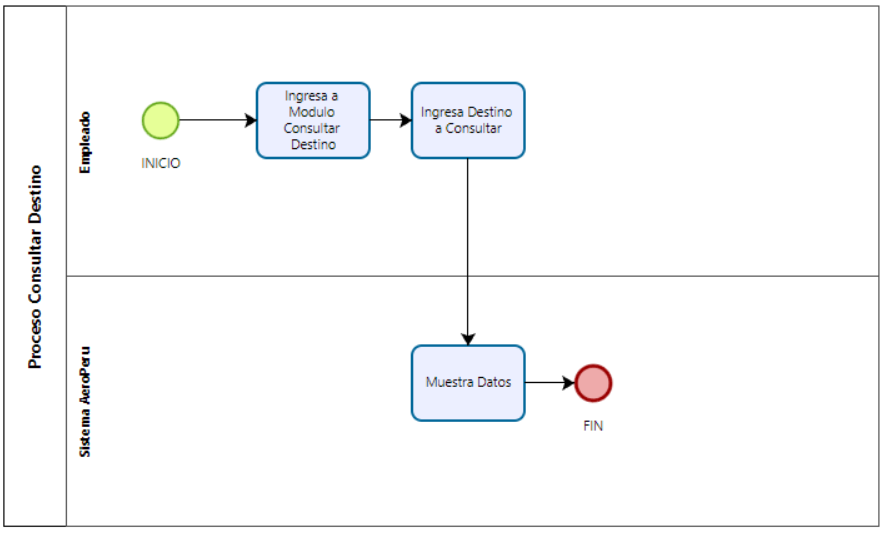 Proceso Consultar Destino
Empleado
INICIO
Ingresa a
Modulo
Consultar
Destino
Ingresa Destino
a Consultar
Sistema AeroPeru
Muestra Datos
FIN